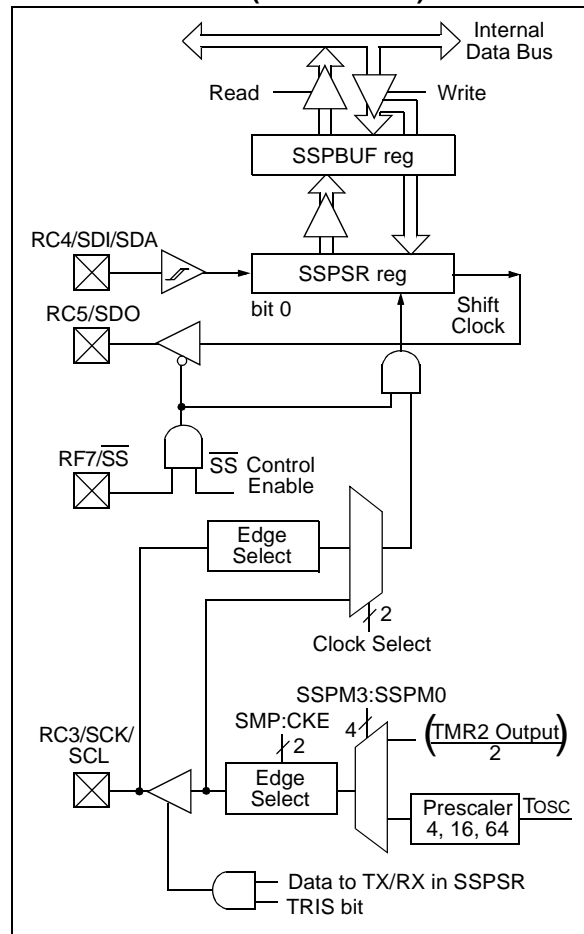 Internal
Data Bus
Read
Write
SSPBUF reg
RC4/SDI/SDA
SSPSR reg
RC5/SDO
bit 0
Shift
Clock
RF7/S̅S̅
S̅S̅ Control
Enable
Edge
Select
2
Clock Select
SSPM3:SSPM0
SMP:CKE
4
(TMR2 Output)
2
RC3/SCK/
SCL
2
Edge
Select
Prescaler
4, 16, 64
TOSC
Data to TX/RX in SSPSR
TRIS bit